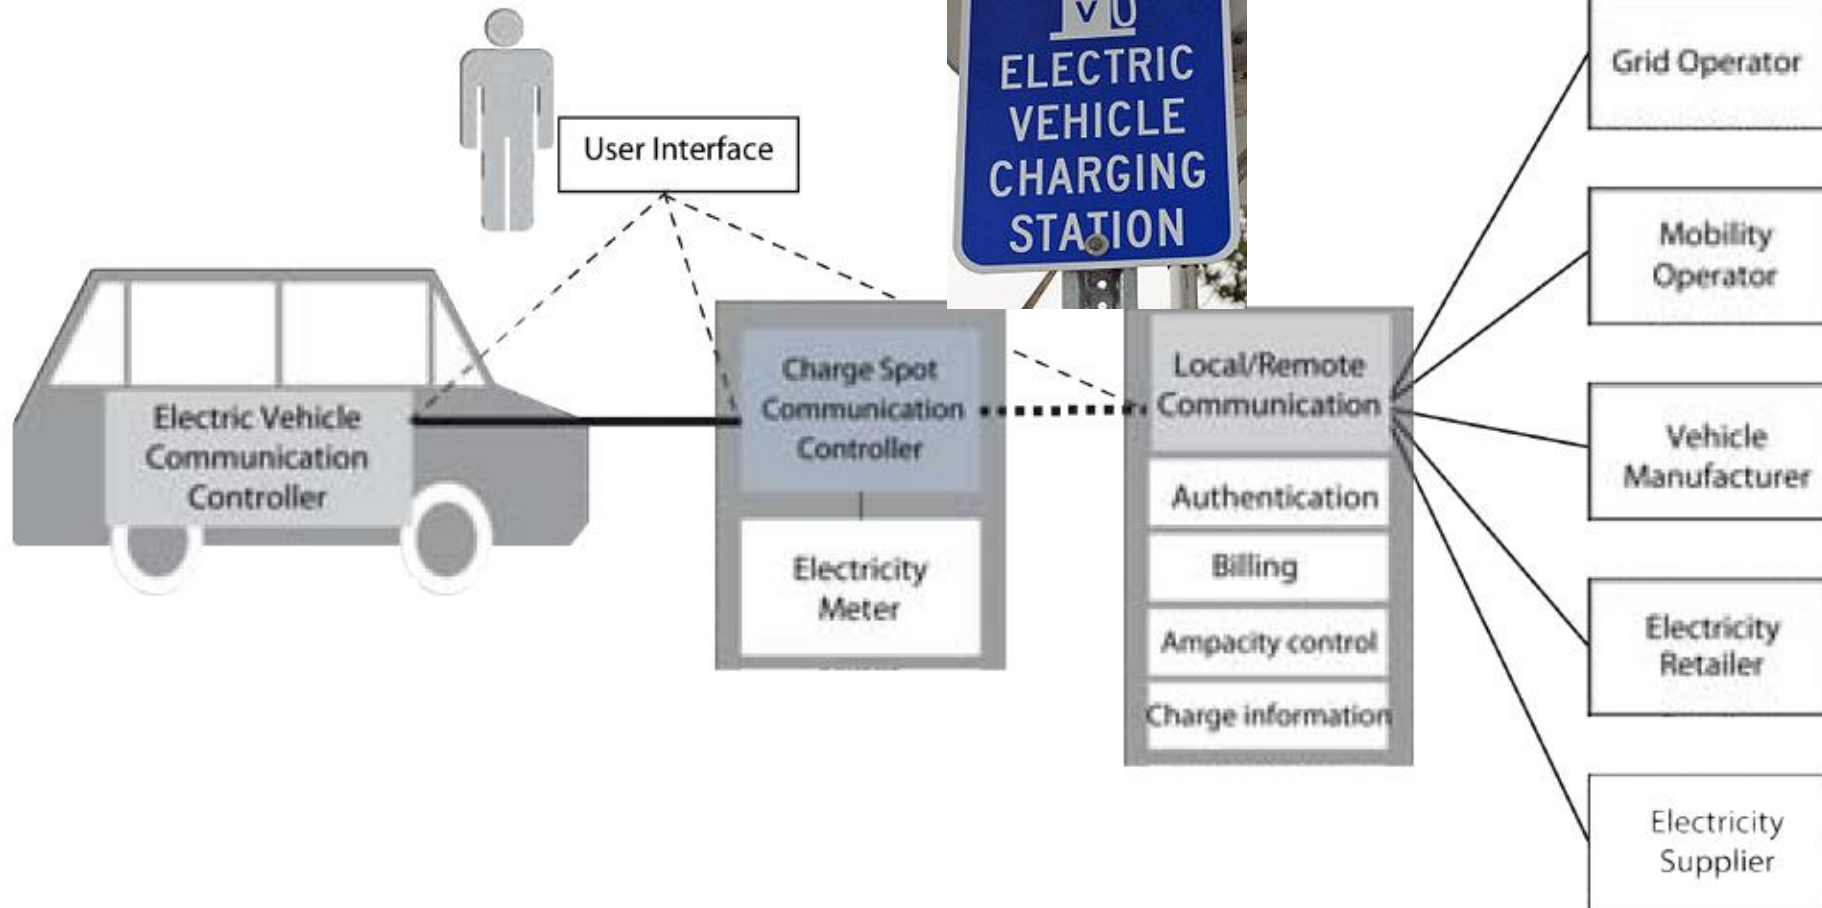 User Interface
V
ELECTRIC
VEHICLE
CHARGING
STATION
Electric Vehicle
Communication
Controller
Charge Spot
Communication
Controller
Electricity
Meter
Local/Remote
Communication
Authentication
Billing
Ampacity control
Charge information
Grid Operator
Mobility
Operator
Vehicle
Manufacturer
Electricity
Retailer
Electricity
Supplier